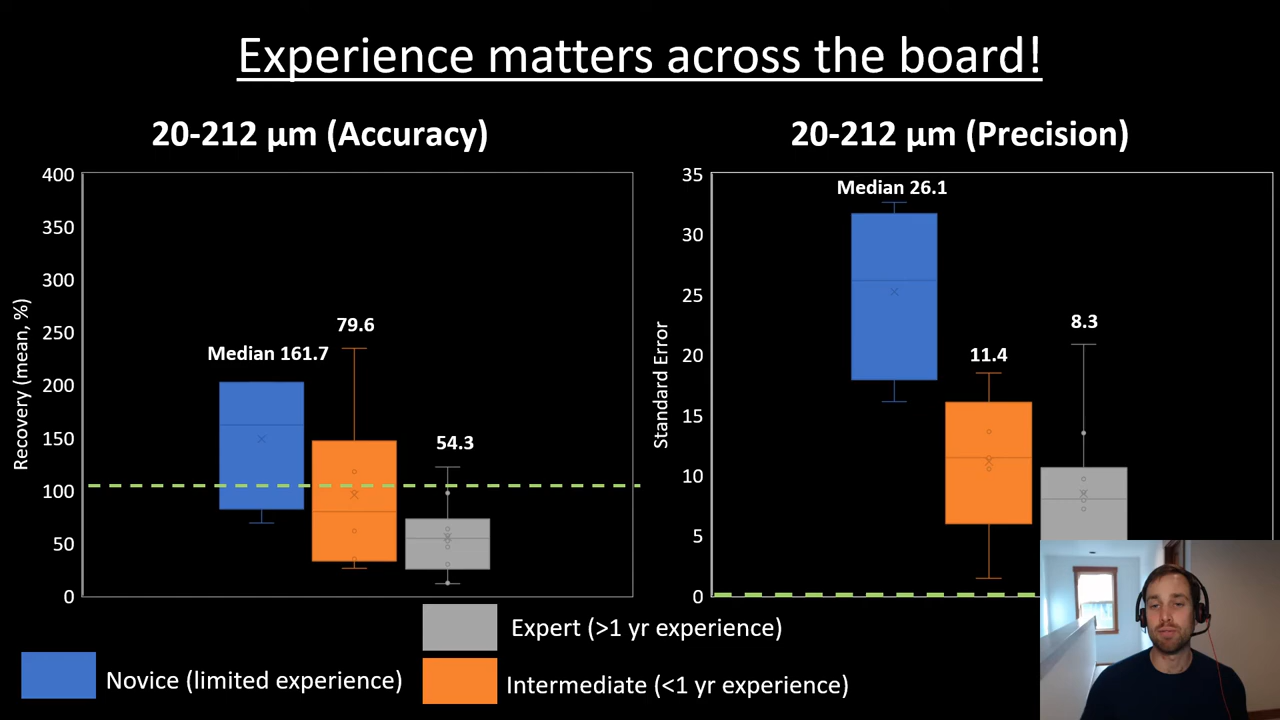 Experience matters across the board!
20-212 µm (Accuracy)
400
350
300
250
200
150
100
50
0
Recovery (mean, %)
Median 161.7
79.6
54.3
20-212 µm (Precision)
35
30
25
20
15
10
5
0
Standard Error
Median 26.1
11.4
8.3
Expert (>1 yr experience)
Novice (limited experience)
Intermediate (<1 yr experience)